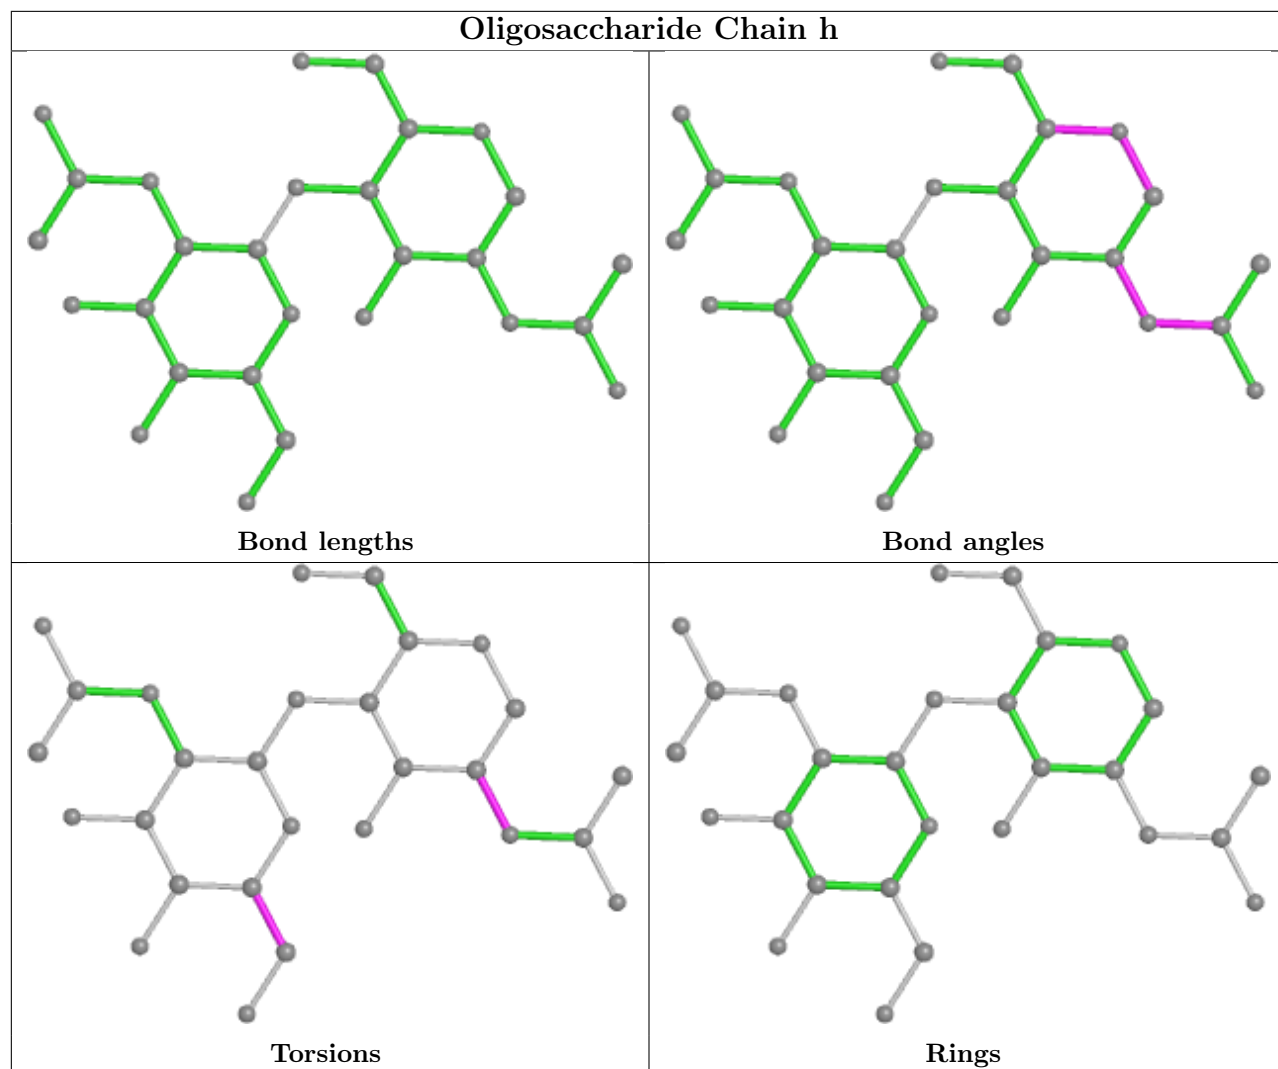 Oligosaccharide Chain h
Bond lengths
Bond angles
Torsions
Rings